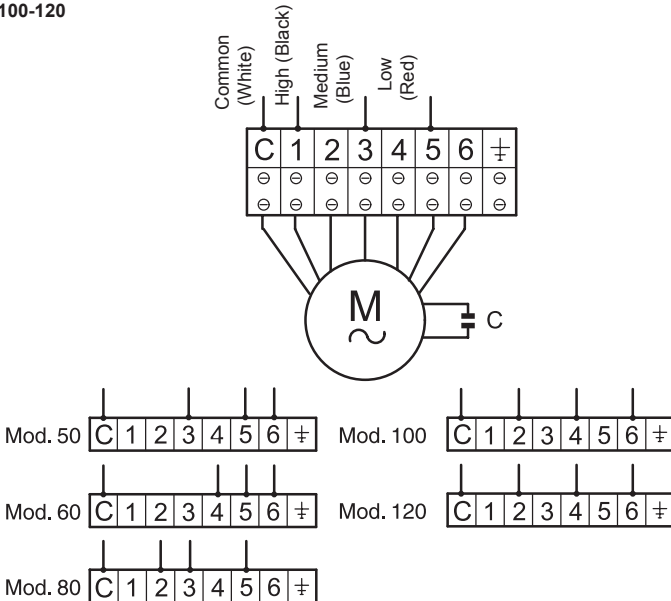 100-120
Common
(White)
High (Black)
Medium
(Blue)
Low
(Red)
C 1 2 3 4 5 6
M
C
Mod. 50 C 1 2 3 4 5 6
Mod. 100 C 1 2 3 4 5 6
Mod. 60 C 1 2 3 4 5 6
Mod. 120 C 1 2 3 4 5 6
Mod. 80 C 1 2 3 4 5 6